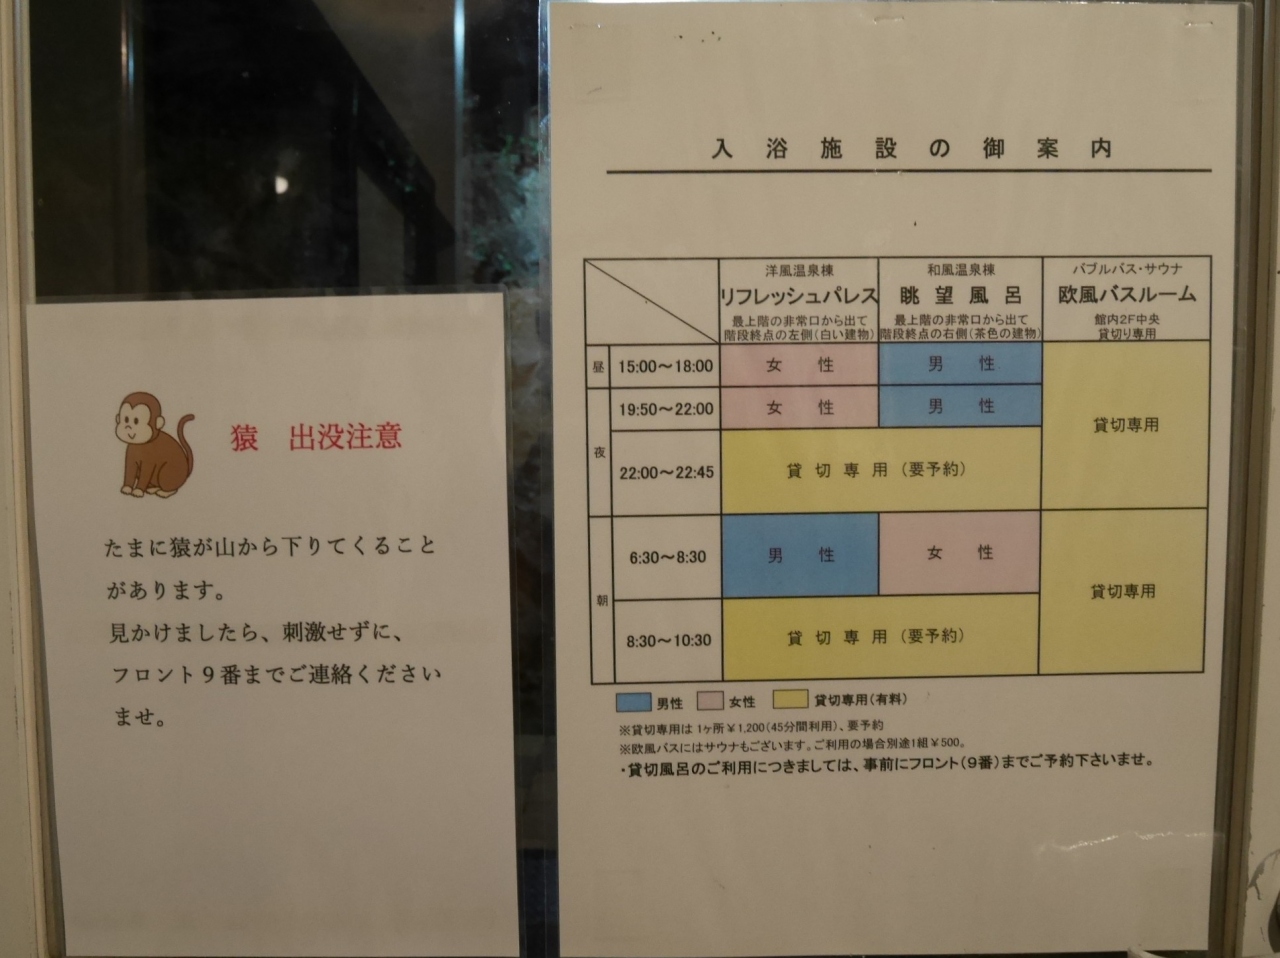 猿　出没注意
たまに猿が山から下りてくること
があります。
見かけましたら、刺激せずに、
フロント９番までご連絡ください
ませ。
入浴施設の御案内
洋風温泉棟
リフレッシュパレス
最上階の非常口から出て
階段終点の左側(白い建物)
和風温泉棟
眺望風呂
最上階の非常口から出て
階段終点の右側(茶色の建物)
バブルバス・サウナ
欧風バスルーム
館内2F中央
貸切り専用
昼
15:00～18:00
女性
男性
貸切専用
夜
19:50～22:00
女性
男性
22:00～22:45
貸切専用(要予約)
朝
6:30～8:30
男性
女性
貸切専用
8:30～10:30
貸切専用(要予約)
男性
女性
貸切専用(有料)
※貸切専用は1ヶ所￥1,200(45分間利用)、要予約
※欧風バスにはサウナもございます。ご利用の場合別途1組￥500。
・貸切風呂のご利用につきましては、事前にフロント(9番)までご予約下さいませ。